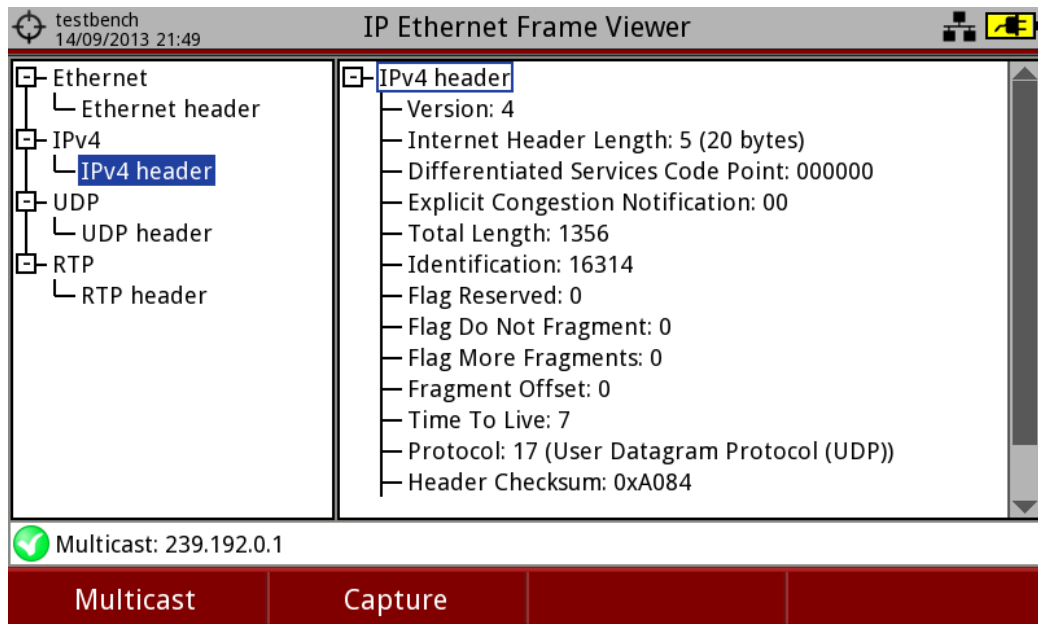 testbench
14/09/2013 21:49
IP Ethernet Frame Viewer
Ethernet
Ethernet header
IPv4
IPv4 header
UDP
UDP header
RTP
RTP header
IPv4 header
Version: 4
Internet Header Length: 5 (20 bytes)
Differentiated Services Code Point: 000000
Explicit Congestion Notification: 00
Total Length: 1356
Identification: 16314
Flag Reserved: 0
Flag Do Not Fragment: 0
Flag More Fragments: 0
Fragment Offset: 0
Time To Live: 7
Protocol: 17 (User Datagram Protocol (UDP))
Header Checksum: 0xA084
Multicast: 239.192.0.1
Multicast
Capture